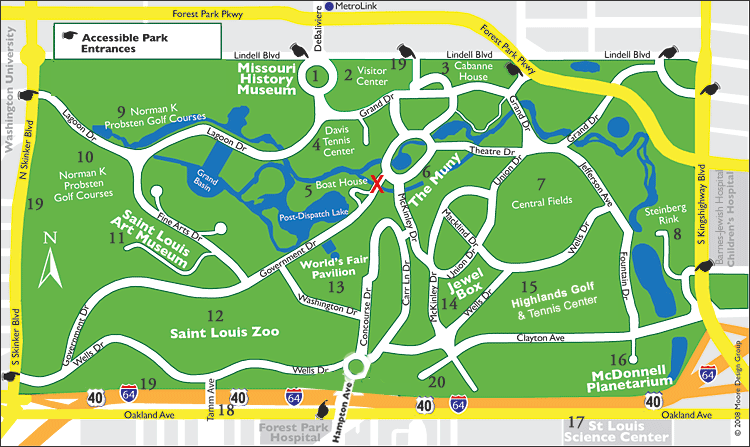 MetroLink
Forest Park Pkwy
DeBaliviere
Accessible Park
Entrances
Lindell Blvd
Lindell Blvd
Lindell Blvd
Forest Park Pkwy
Washington University
Missouri
History
Museum
1
2
Visitor
Center
19
3
Cabanne
House
Grand Dr
Grand Dr
Grand Dr
9
Norman K
Probsten Golf Courses
Lagoon Dr
Lagoon Dr
N Skinker Blvd
4
Davis
Tennis
Center
10
Norman K
Probsten
Golf Courses
Grand
Basin
5
Boat House
X
6
The Muny
Theatre Dr
Union Dr
7
Central Fields
Jefferson Ave
S Kingshighway Blvd
Barnes-Jewish Hospital
Children's Hospital
Steinberg
Rink
8
19
N
Saint Louis
Art Museum
Fine Arts Dr
11
Post-Dispatch Lake
McKinley Dr
Mackind Dr
Union Dr
Wells Dr
Fountain Dr
Government Dr
World's Fair
Pavilion
13
Washington Dr
Concourse Dr
Carr Ln Dr
McKinley Dr
Jewel
Box
14
Wells Dr
15
Highlands Golf
& Tennis Center
12
Saint Louis Zoo
Government Dr
Wells Dr
Wells Dr
S Skinker Blvd
Clayton Ave
16
McDonnell
Planetarium
19
20
40
64
40
64
40
64
40
64
Oakland Ave
Tamm Ave
18
Hampton Ave
Oakland Ave
Forest Park
Hospital
17
St Louis
Science Center
© 2008 Moore Design Group